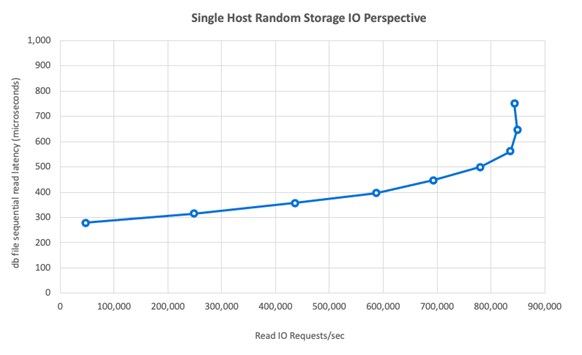 Single Host Random Storage IO Perspective
db file sequential read latency (microseconds)
1,000
900
800
700
600
500
400
300
200
100
0
0 100,000 200,000 300,000 400,000 500,000 600,000 700,000 800,000 900,000
Read IO Requests/sec